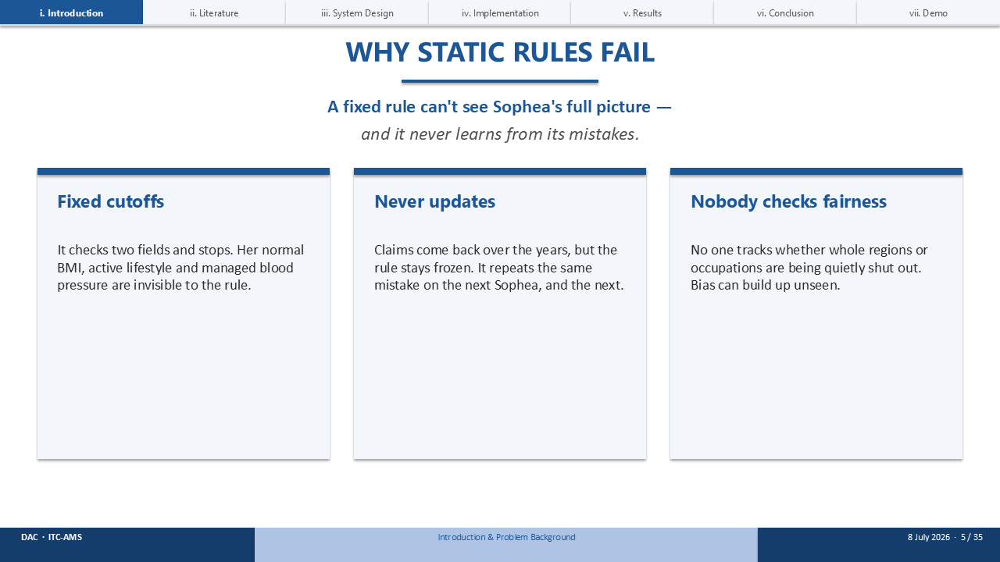 i. Introduction
ii. Literature
iii. System Design
iv. Implementation
v. Results
vi. Conclusion
vii. Demo
WHY STATIC RULES FAIL
A fixed rule can't see Sophea's full picture —
and it never learns from its mistakes.
Fixed cutoffs
It checks two fields and stops. Her normal
BMI, active lifestyle and managed blood
pressure are invisible to the rule.
Never updates
Claims come back over the years, but the
rule stays frozen. It repeats the same
mistake on the next Sophea, and the next.
Nobody checks fairness
No one tracks whether whole regions or
occupations are being quietly shut out.
Bias can build up unseen.
DAC · ITC-AMS
Introduction & Problem Background
8 July 2026 · 5 / 35